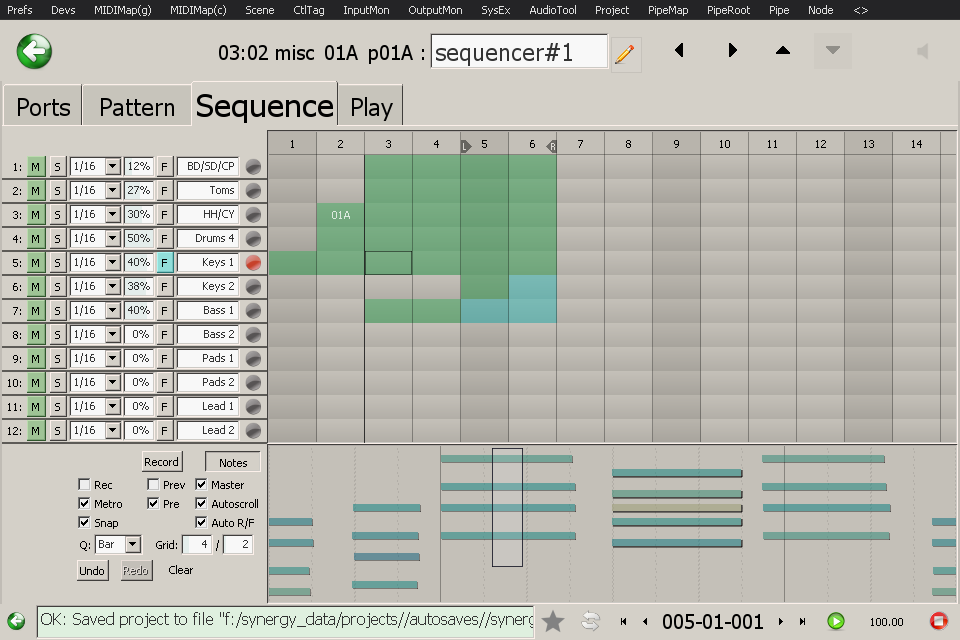 Prefs Devs MIDIMap(g) MIDIMap(c) Scene CtlTag InputMon OutputMon SysEx AudioTool Project PipeMap PipeRoot Pipe Node <>
03:02 misc 01A p01A : sequencer#1
Ports Pattern Sequence Play
1 2 3 4 L 5 6 R 7 8 9 10 11 12 13 14
1: M S 1/16 12% F BD/SD/CP
2: M S 1/16 27% F Toms
3: M S 1/16 30% F HH/CY 01A
4: M S 1/16 50% F Drums 4
5: M S 1/16 40% F Keys 1
6: M S 1/16 38% F Keys 2
7: M S 1/16 40% F Bass 1
8: M S 1/16 0% F Bass 2
9: M S 1/16 0% F Pads 1
10: M S 1/16 0% F Pads 2
11: M S 1/16 0% F Lead 1
12: M S 1/16 0% F Lead 2
Record Notes
Rec Prev Master
Metro Pre Autoscroll
Snap Auto R/F
Q: Bar Grid: 4 / 2
Undo Redo Clear
OK: Saved project to file "f:/synergy_data/projects//autosaves//synerg 005-01-001 100.00